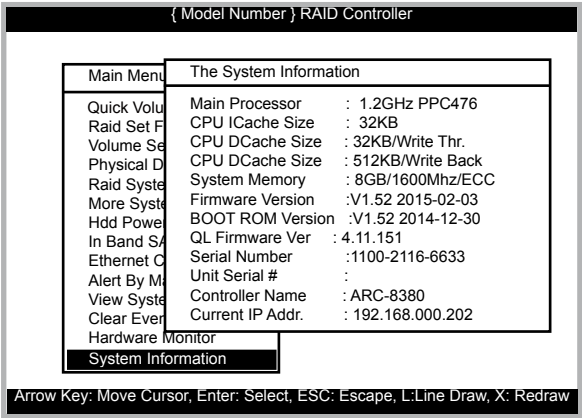 { Model Number } RAID Controller
Main Menu
The System Information
Quick Volu
Raid Set F
Volume Se
Physical D
Raid Syste
More Syste
Hdd Power
In Band SA
Ethernet C
Alert By Ma
View Syste
Clear Even
Hardware Monitor
System Information
Main Processor : 1.2GHz PPC476
CPU ICache Size : 32KB
CPU DCache Size : 32KB/Write Thr.
CPU DCache Size : 512KB/Write Back
System Memory : 8GB/1600Mhz/ECC
Firmware Version :V1.52 2015-02-03
BOOT ROM Version :V1.52 2014-12-30
QL Firmware Ver : 4.11.151
Serial Number :1100-2116-6633
Unit Serial # :
Controller Name : ARC-8380
Current IP Addr. : 192.168.000.202
Arrow Key: Move Cursor, Enter: Select, ESC: Escape, L:Line Draw, X: Redraw